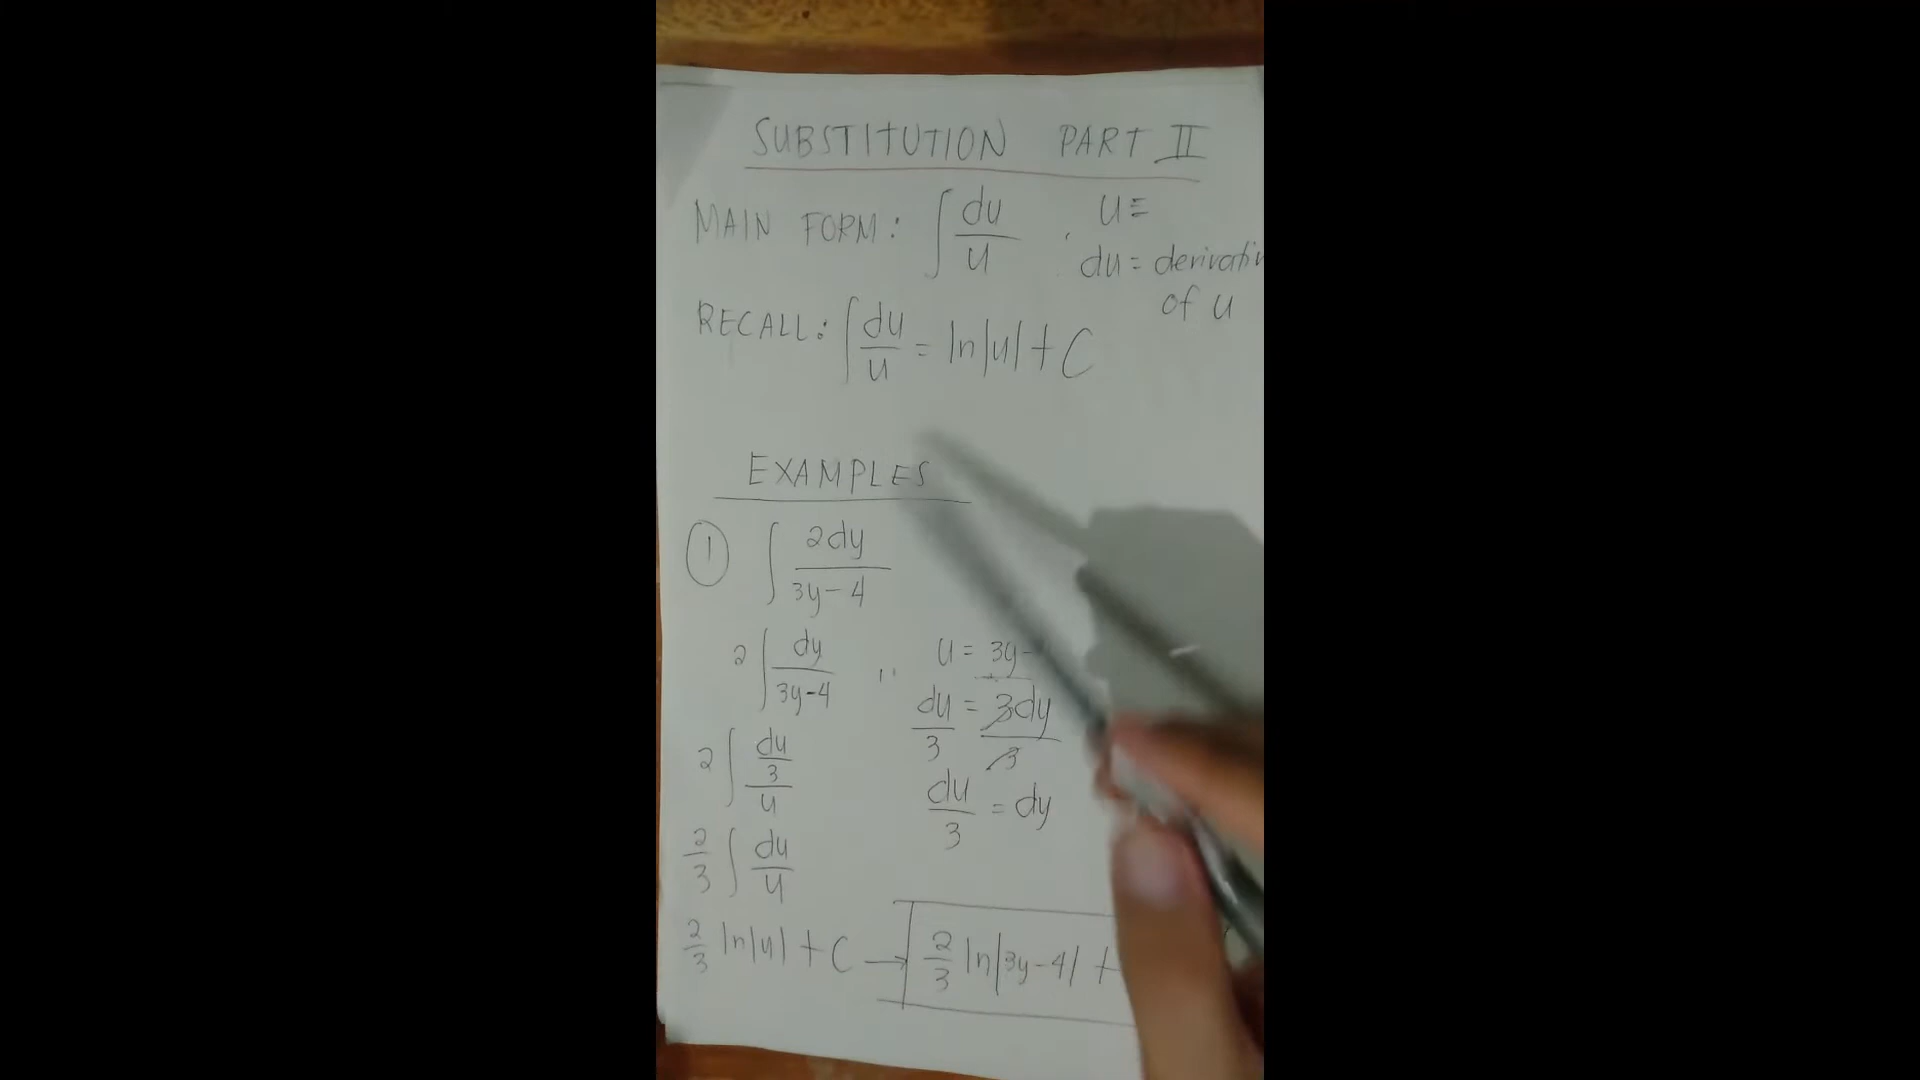 SUBSTITUTION PART II
MAIN FORM: ∫ du/u , u ≡
du = derivativ
of u
RECALL: ∫ du/u = ln|u| + C
EXAMPLES
① ∫ 2dy/(3y-4)
2 ∫ dy/(3y-4) u = 3y-
du/3 = 3dy/3
2 ∫ (du/3)/u
du/3 = dy
2/3 ∫ du/u
2/3 ln|u| + C → 2/3 ln|3y-4| +